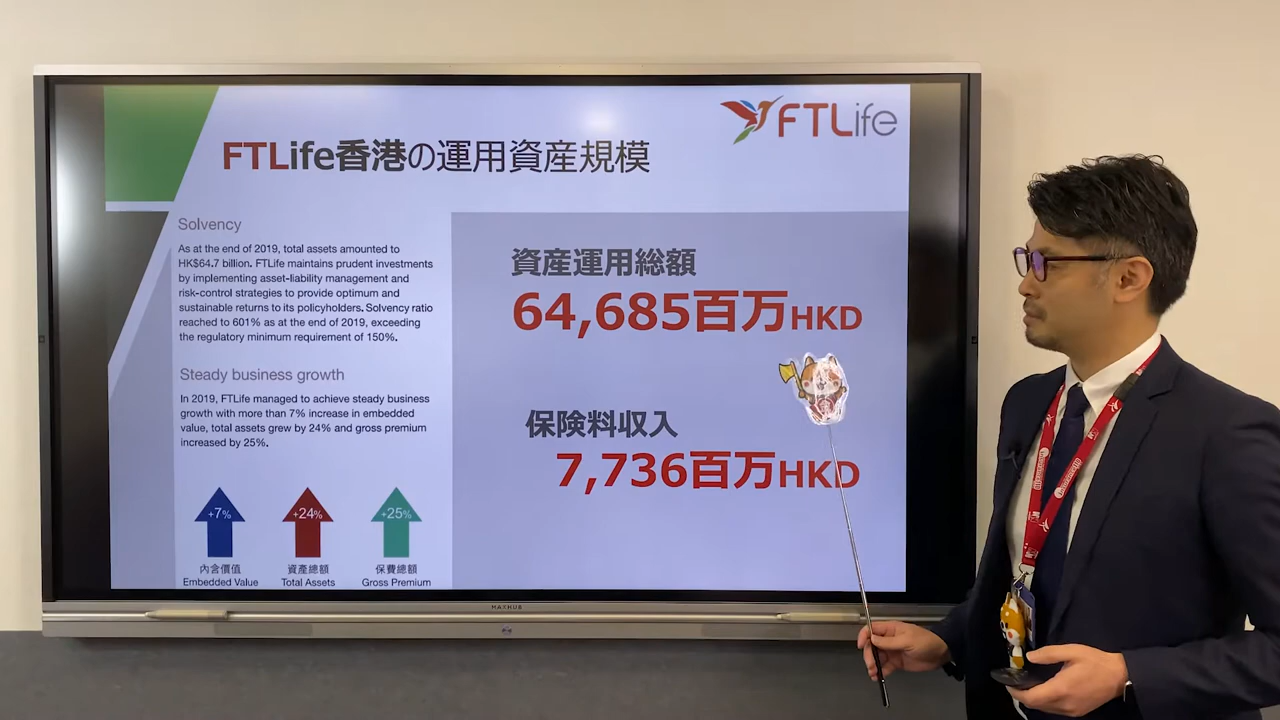 FTLife
FTLife香港の運用資産規模
Solvency
As at the end of 2019, total assets amounted to
HK$64.7 billion. FTLife maintains prudent investments
by implementing asset-liability management and
risk-control strategies to provide optimum and
sustainable returns to its policyholders. Solvency ratio
reached to 601% as at the end of 2019, exceeding
the regulatory minimum requirement of 150%.
Steady business growth
In 2019, FTLife managed to achieve steady business
growth with more than 7% increase in embedded
value, total assets grew by 24% and gross premium
increased by 25%.
+7%
+24%
+25%
內含價值
資產總額
保費總額
Embedded Value
Total Assets
Gross Premium
資産運用総額
64,685百万HKD
保険料収入
7,736百万HKD
MAXHUB